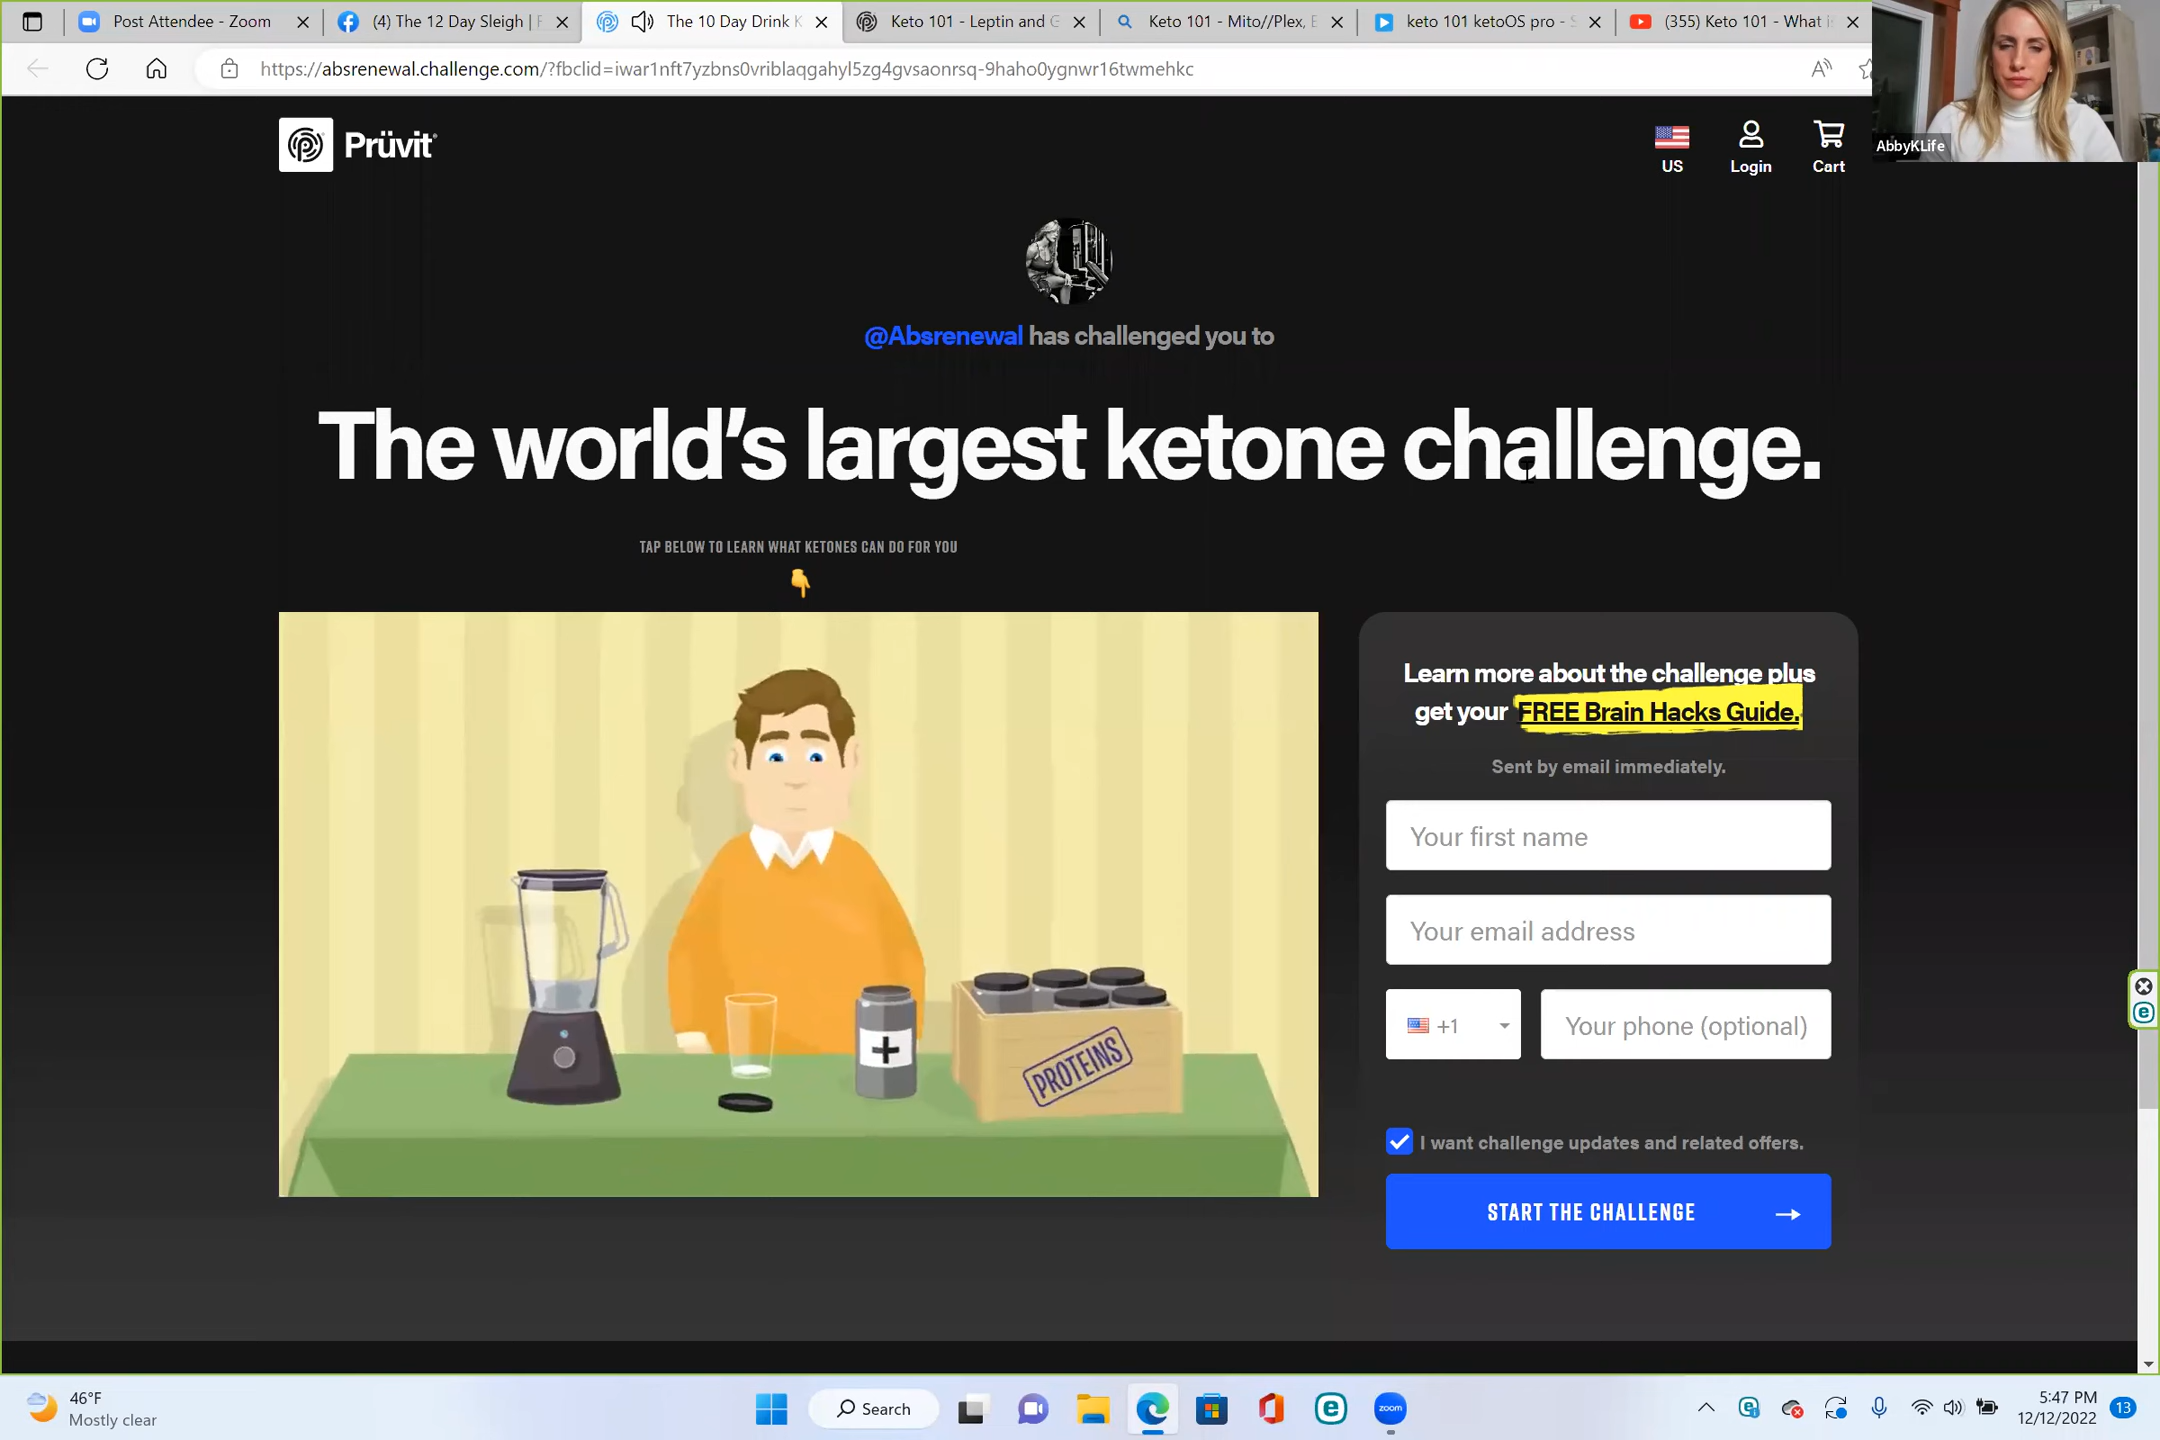 Post Attendee - Zoom
(4) The 12 Day Sleigh | F
The 10 Day Drink K
Keto 101 - Leptin and G
Keto 101 - Mito//Plex, E
keto 101 ketoOS pro - S
(355) Keto 101 - What i
https://absrenewal.challenge.com/?fbclid=iwar1nft7yzbns0vriblaqgahyl5zg4gvsaonrsq-9haho0ygnwr16twmehkc
AbbyKLife
Prüvit
US
Login
Cart
@Absrenewal has challenged you to
The world's largest ketone challenge.
TAP BELOW TO LEARN WHAT KETONES CAN DO FOR YOU
PROTEINS
Learn more about the challenge plus
get your FREE Brain Hacks Guide.
Sent by email immediately.
Your first name
Your email address
+1
Your phone (optional)
I want challenge updates and related offers.
START THE CHALLENGE →
46°F
Mostly clear
Search
zoom
5:47 PM
12/12/2022
13